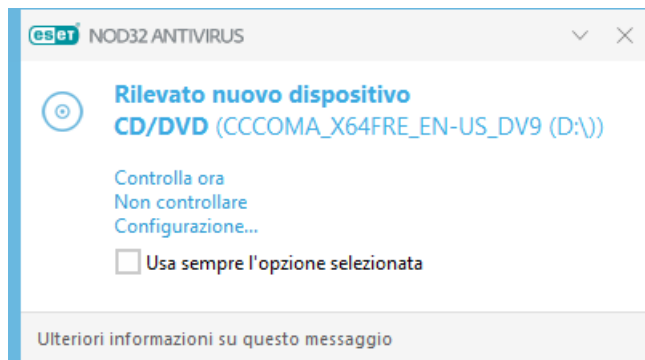 eset NOD32 ANTIVIRUS
Rilevato nuovo dispositivo
CD/DVD (CCCOMA_X64FRE_EN-US_DV9 (D:\))
Controlla ora
Non controllare
Configurazione...
Usa sempre l'opzione selezionata
Ulteriori informazioni su questo messaggio